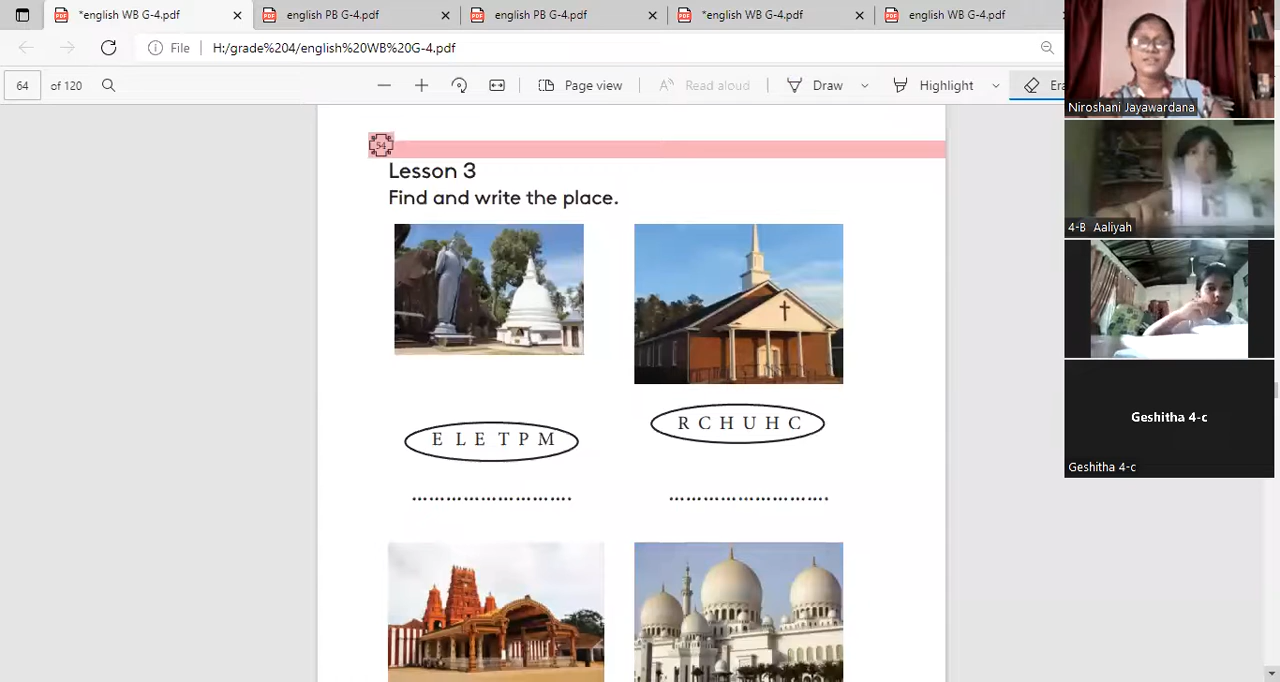 *english WB G-4.pdf
english PB G-4.pdf
english PB G-4.pdf
*english WB G-4.pdf
english WB G-4.pdf
File
H:/grade%204/english%20WB%20G-4.pdf
64
of 120
Page view
Read aloud
Draw
Highlight
Era
54
Lesson 3
Find and write the place.
E L E T P M
R C H U H C
……………………….
……………………….
Niroshani Jayawardana
4-B Aaliyah
Geshitha 4-c
Geshitha 4-c